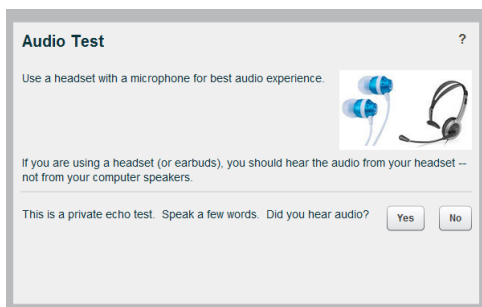 Audio Test
?
Use a headset with a microphone for best audio experience.
If you are using a headset (or earbuds), you should hear the audio from your headset --
not from your computer speakers.
This is a private echo test.  Speak a few words.  Did you hear audio?
Yes
No